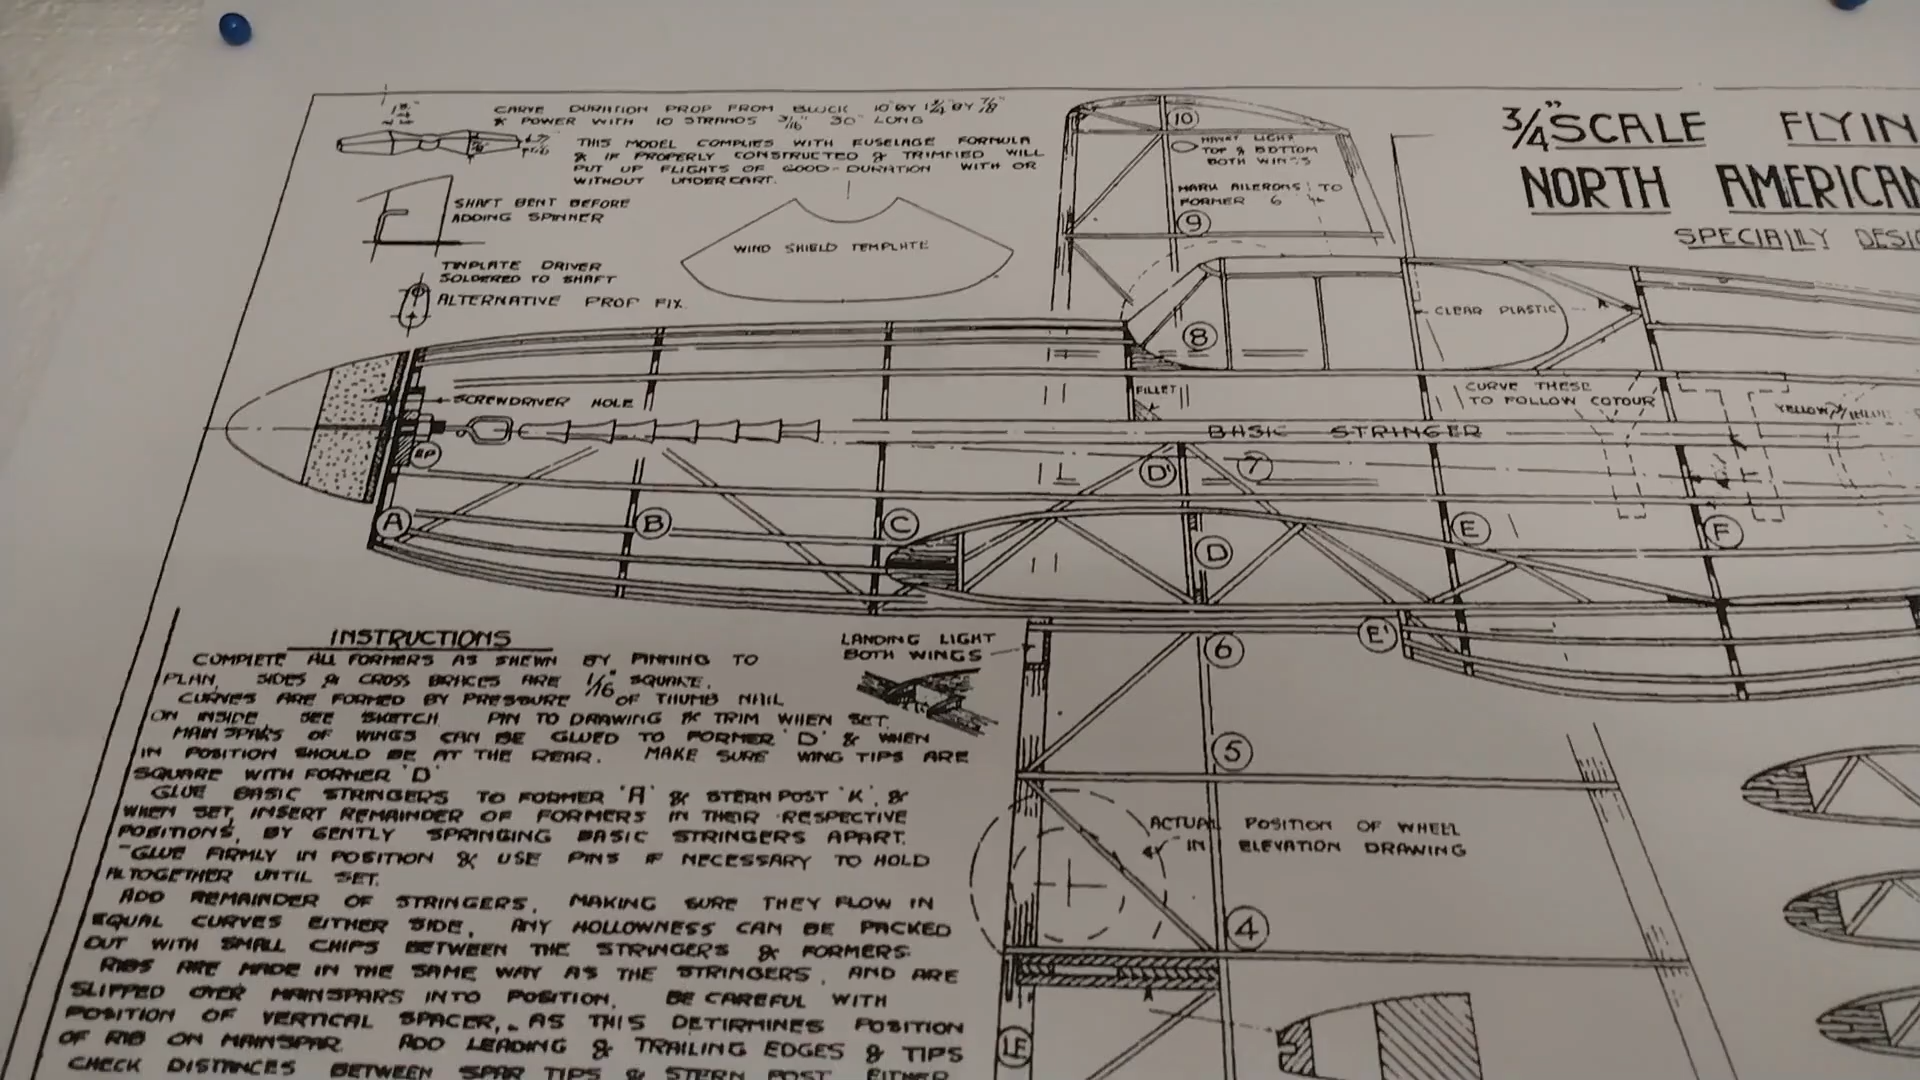 CARVE DURATION PROP FROM BLOCK 10" BY 1¾" BY ⅞"
& POWER WITH 10 STRANDS 3/16" 30" LONG
THIS MODEL COMPLIES WITH FUSELAGE FORMULA
& IF PROPERLY CONSTRUCTED & TRIMMED WILL
PUT UP FLIGHTS OF GOOD-DURATION WITH OR
WITHOUT UNDERCART.
SHAFT BENT BEFORE
ADDING SPINNER
WIND SHIELD TEMPLATE
TINPLATE DRIVER
SOLDERED TO SHAFT
ALTERNATIVE PROP FIX.
10
NAVY LIGHT
TOP & BOTTOM
BOTH WINGS
MARK AILERONS TO
FORMER 6
9
¾" SCALE FLYIN
NORTH AMERICAN
SPECIALLY DESIG
8
CLEAR PLASTIC
SCREWDRIVER HOLE
FILLET
CURVE THESE
TO FOLLOW COTOUR
YELLOW
BASIC STRINGER
BP
D'
7
A
B
C
D
E
F
INSTRUCTIONS
COMPLETE ALL FORMERS AS SHEWN BY PINNING TO
PLAN, SIDES & CROSS BRACES ARE 1/16" SQUARE.
CURVES ARE FORMED BY PRESSURE OF THUMB NAIL
ON INSIDE SEE SKETCH PIN TO DRAWING & TRIM WHEN SET.
MAIN SPARS OF WINGS CAN BE GLUED TO FORMER 'D' & WHEN
IN POSITION SHOULD BE AT THE REAR. MAKE SURE WING TIPS ARE
SQUARE WITH FORMER 'D'
GLUE BASIC STRINGERS TO FORMER 'A' & STERN POST 'K', &
WHEN SET, INSERT REMAINDER OF FORMERS IN THEIR RESPECTIVE
POSITIONS, BY GENTLY SPRINGING BASIC STRINGERS APART.
GLUE FIRMLY IN POSITION & USE PINS IF NECESSARY TO HOLD
ALTOGETHER UNTIL SET.
ADD REMAINDER OF STRINGERS, MAKING SURE THEY FLOW IN
EQUAL CURVES EITHER SIDE, ANY HOLLOWNESS CAN BE PACKED
OUT WITH SMALL CHIPS BETWEEN THE STRINGERS & FORMERS.
RIBS ARE MADE IN THE SAME WAY AS THE STRINGERS, AND ARE
SLIPPED OVER MAINSPARS INTO POSITION, BE CAREFUL WITH
POSITION OF VERTICAL SPACER, AS THIS DETIRMINES POSITION
OF RIB ON MAINSPAR. ADD LEADING & TRAILING EDGES & TIPS
CHECK DISTANCES BETWEEN SPAR TIPS & STERN POST EITHER
LANDING LIGHT
BOTH WINGS
E'
6
5
ACTUAL POSITION OF WHEEL
IN ELEVATION DRAWING
4
LE